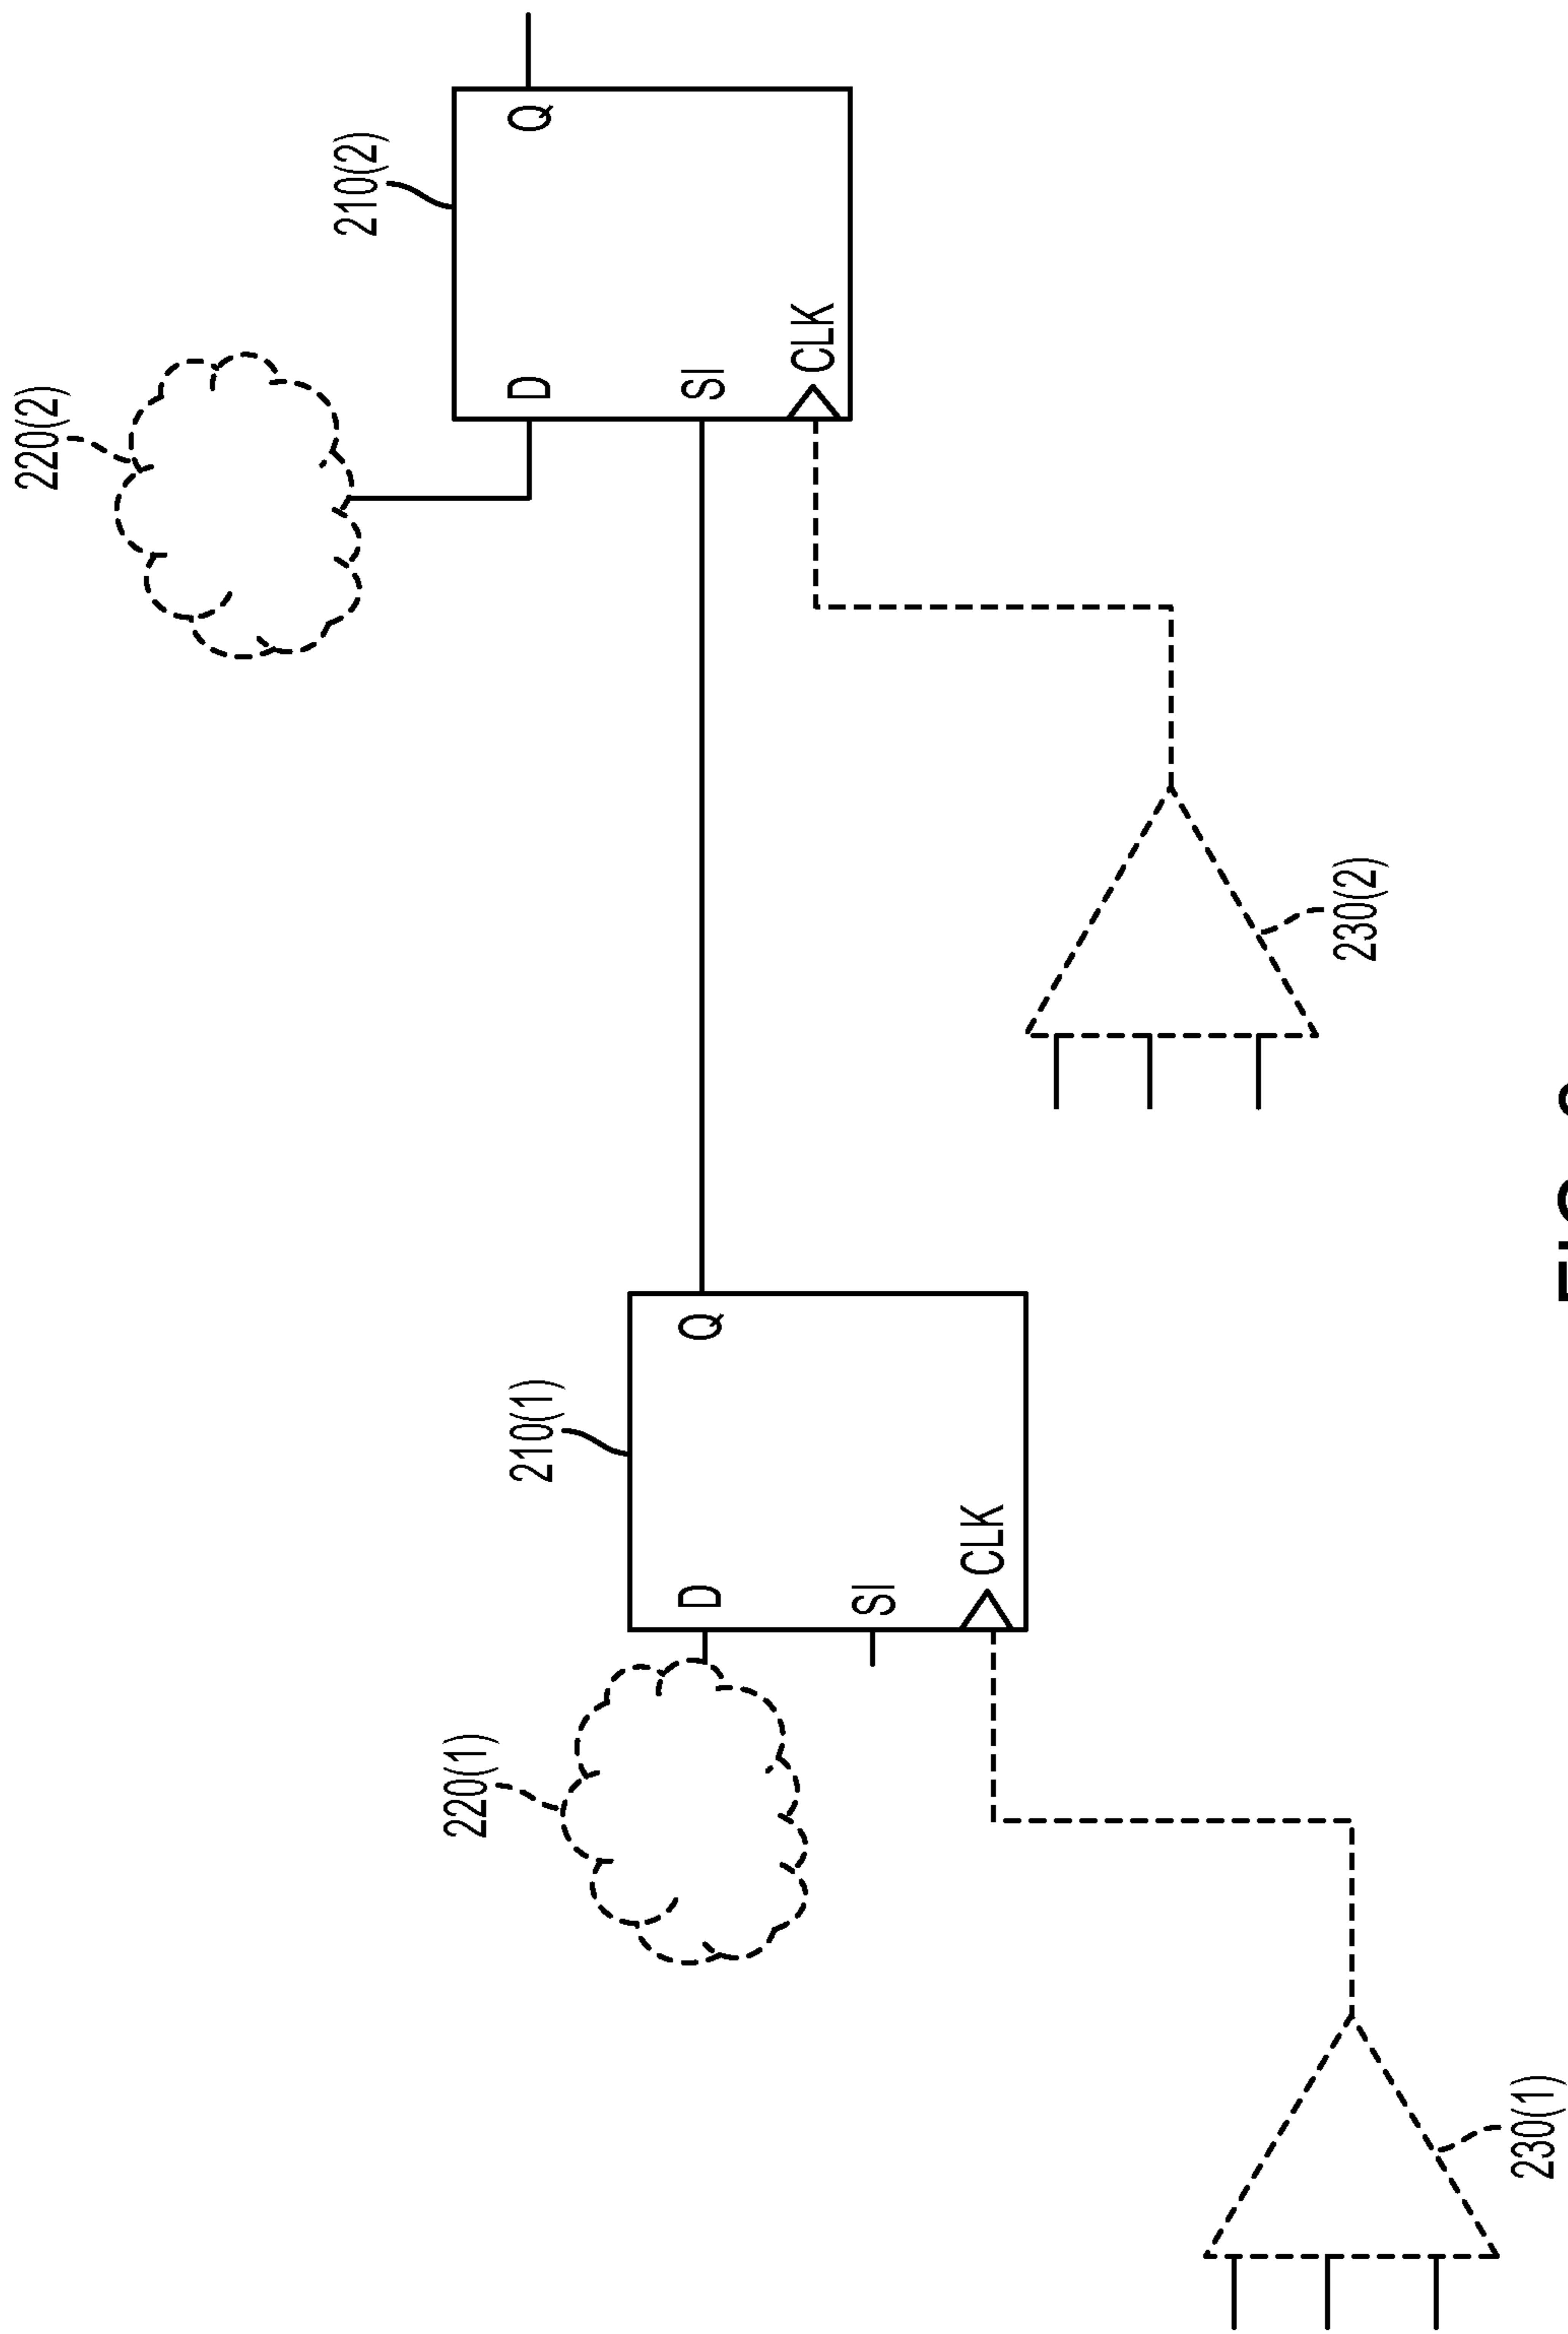 220(2)
210(2)
D
Q
SI
CLK
210(1)
220(1)
D
Q
SI
CLK
230(2)
230(1)